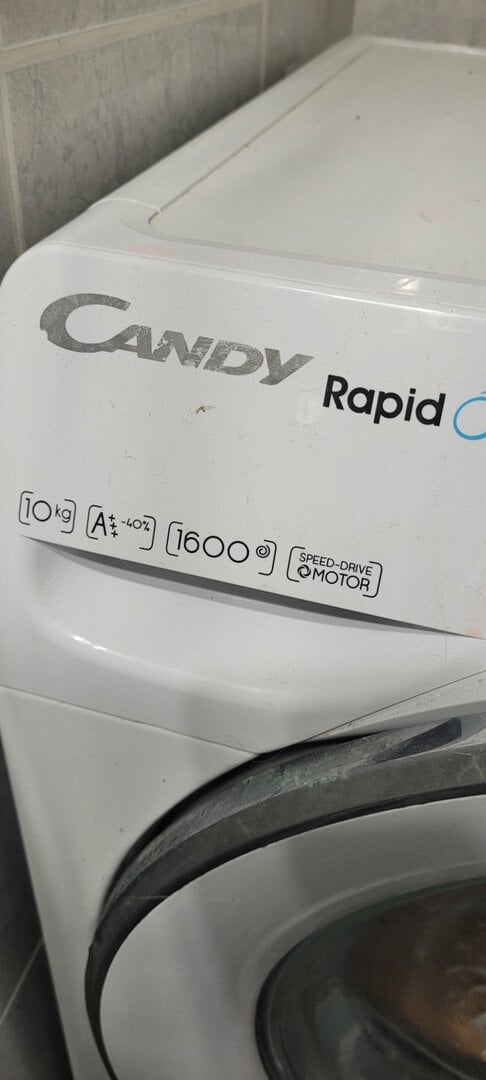 CANDY
Rapid
10 kg
A+++ -40%
1600
SPEED-DRIVE
MOTOR